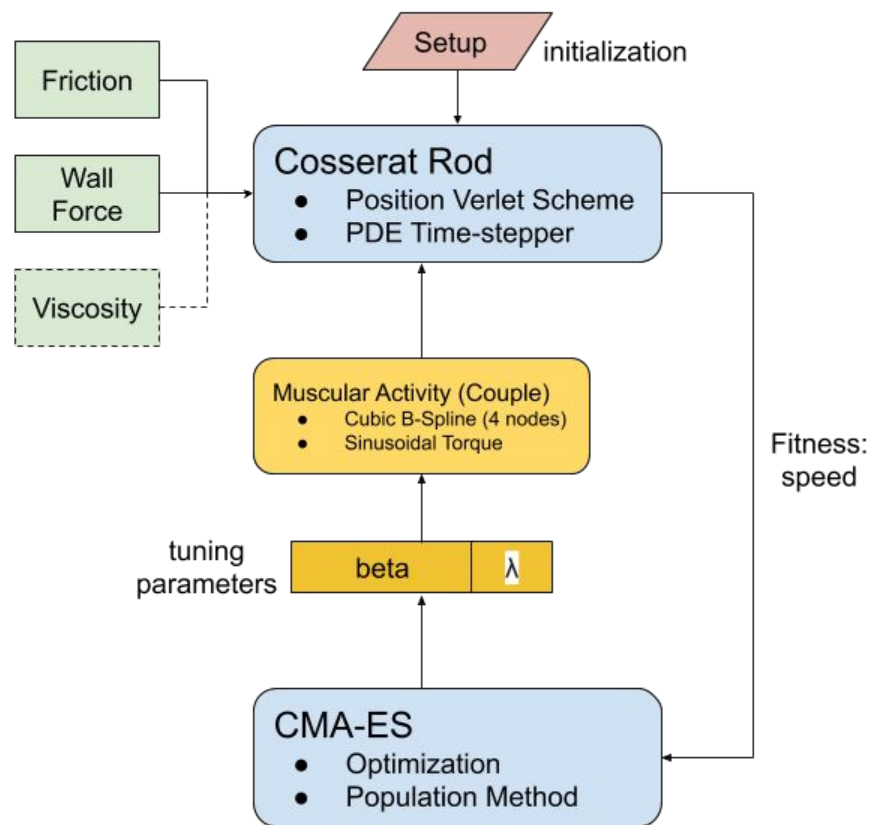 Setup
initialization
Friction
Wall
Force
Viscosity
Cosserat Rod
● Position Verlet Scheme
● PDE Time-stepper
Muscular Activity (Couple)
● Cubic B-Spline (4 nodes)
● Sinusoidal Torque
Fitness:
speed
tuning
parameters
beta
λ
CMA-ES
● Optimization
● Population Method